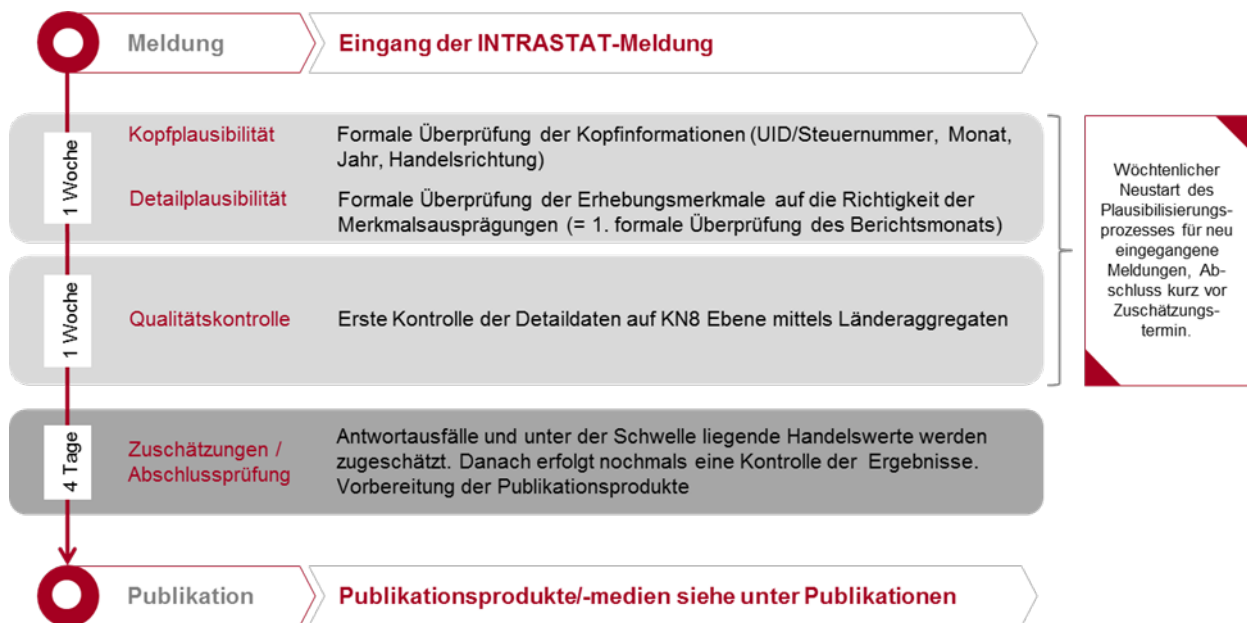 Meldung
Eingang der INTRASTAT-Meldung
1 Woche
Kopfplausibilität
Formale Überprüfung der Kopfinformationen (UID/Steuernummer, Monat,
Jahr, Handelsrichtung)
Detailplausibilität
Formale Überprüfung der Erhebungsmerkmale auf die Richtigkeit der
Merkmalsausprägungen (= 1. formale Überprüfung des Berichtsmonats)
1 Woche
Qualitätskontrolle
Erste Kontrolle der Detaildaten auf KN8 Ebene mittels Länderaggregaten
Wöchtenlicher
Neustart des
Plausibilisierungs-
prozesses für neu
eingegangene
Meldungen, Ab-
schluss kurz vor
Zuschätzungs-
termin.
4 Tage
Zuschätzungen /
Abschlussprüfung
Antwortausfälle und unter der Schwelle liegende Handelswerte werden
zugeschätzt. Danach erfolgt nochmals eine Kontrolle der Ergebnisse.
Vorbereitung der Publikationsprodukte
Publikation
Publikationsprodukte/-medien siehe unter Publikationen